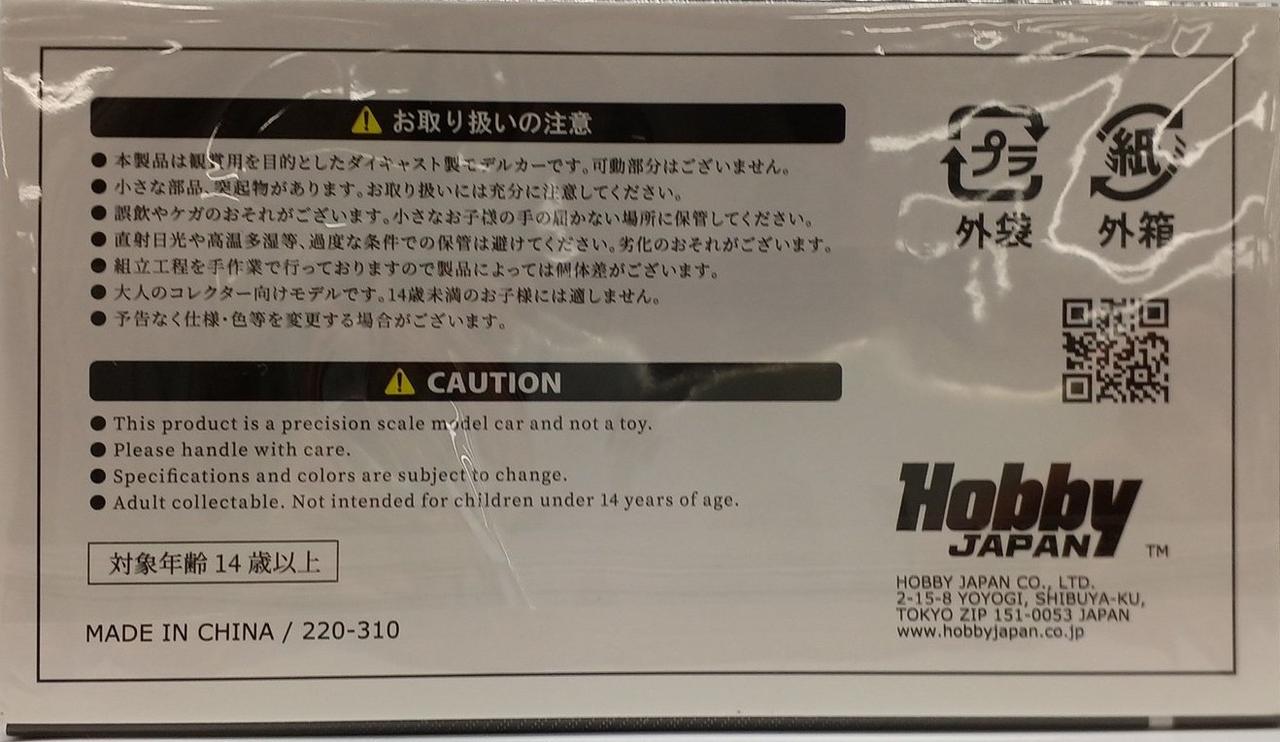 お取り扱いの注意
● 本製品は観賞用を目的としたダイキャスト製モデルカーです。可動部分はございません。
● 小さな部品、突起物があります。お取り扱いには充分に注意してください。
● 誤飲やケガのおそれがございます。小さなお子様の手の届かない場所に保管してください。
● 直射日光や高温多湿等、過度な条件での保管は避けてください。劣化のおそれがございます。
● 組立工程を手作業で行っておりますので製品によっては個体差がございます。
● 大人のコレクター向けモデルです。14歳未満のお子様には適しません。
● 予告なく仕様・色等を変更する場合がございます。
CAUTION
● This product is a precision scale model car and not a toy.
● Please handle with care.
● Specifications and colors are subject to change.
● Adult collectable. Not intended for children under 14 years of age.
対象年齢 14 歳以上
MADE IN CHINA / 220-310
プラ 紙
外袋 外箱
Hobby
JAPAN TM
HOBBY JAPAN CO., LTD.
2-15-8 YOYOGI, SHIBUYA-KU,
TOKYO ZIP 151-0053 JAPAN
www.hobbyjapan.co.jp